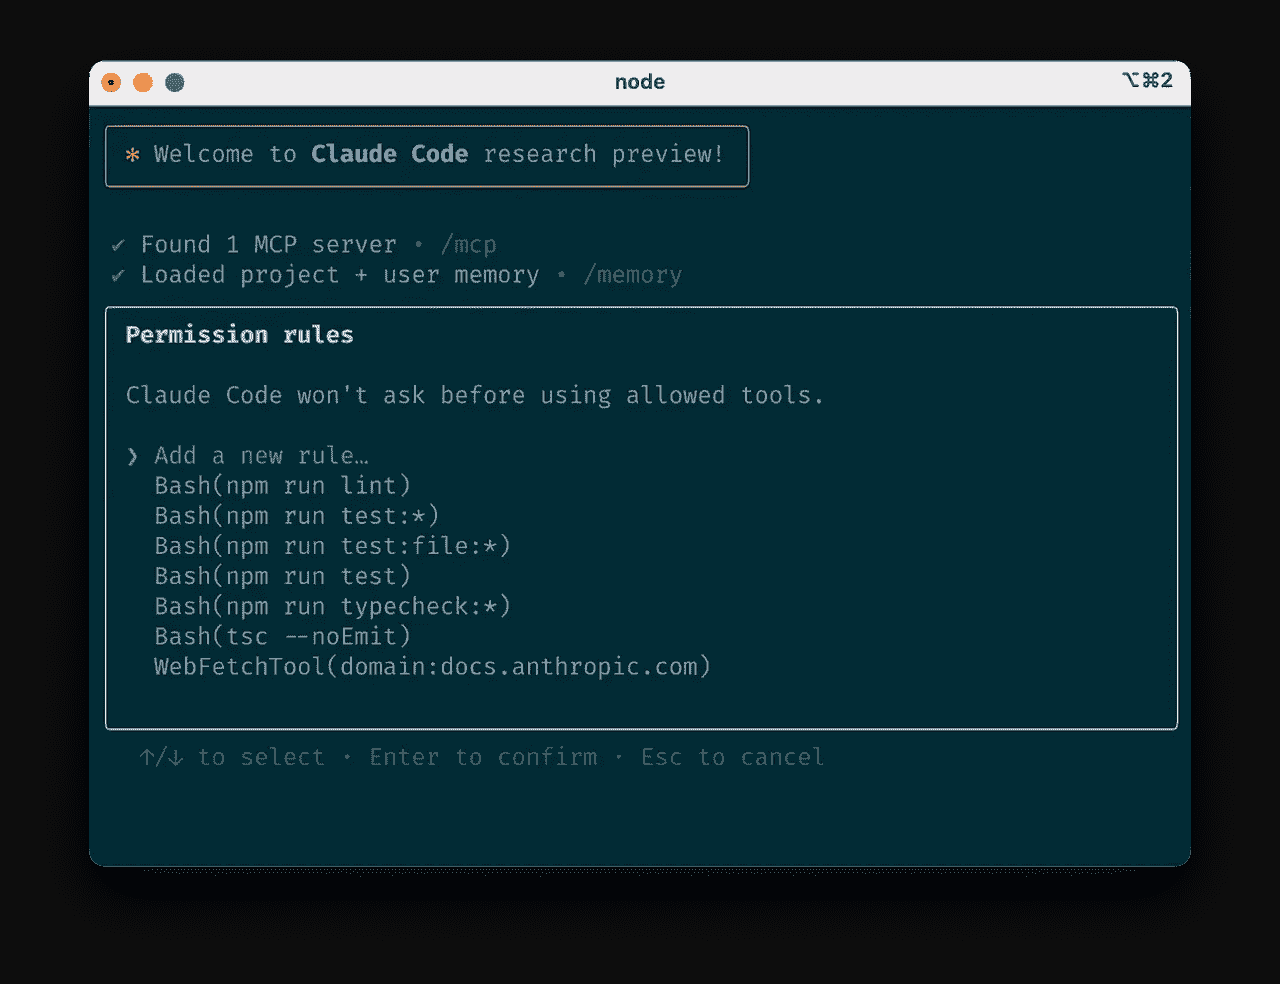 node
⌥⌘2
* Welcome to Claude Code research preview!
✔ Found 1 MCP server • /mcp
✔ Loaded project + user memory • /memory
Permission rules
Claude Code won't ask before using allowed tools.
❯ Add a new rule…
Bash(npm run lint)
Bash(npm run test:*)
Bash(npm run test:file:*)
Bash(npm run test)
Bash(npm run typecheck:*)
Bash(tsc --noEmit)
WebFetchTool(domain:docs.anthropic.com)
↑/↓ to select · Enter to confirm · Esc to cancel